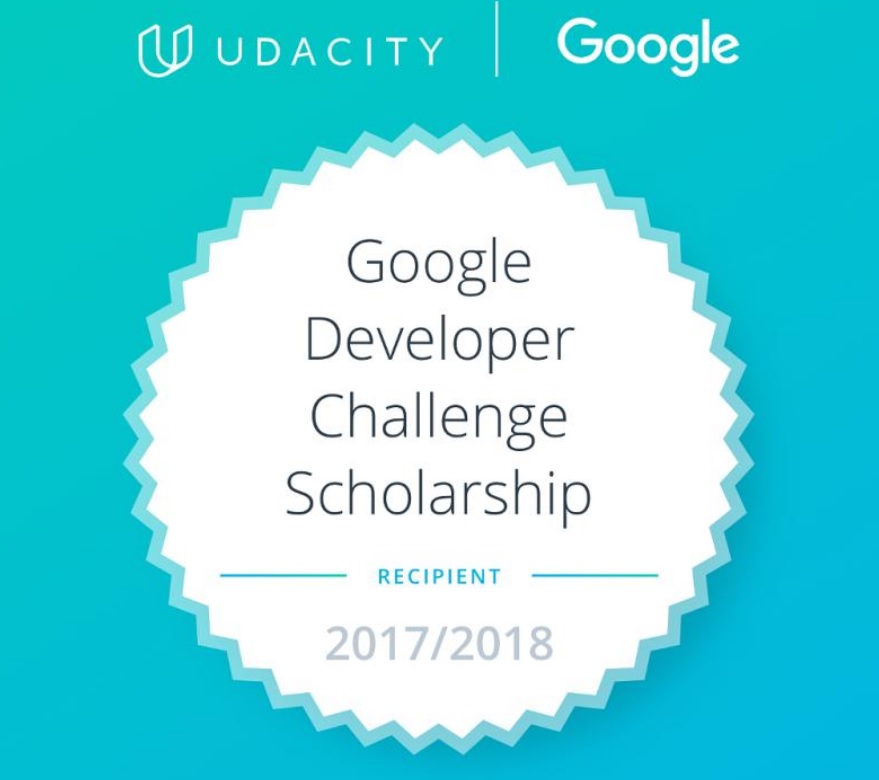 UDACITY | Google
Google
Developer
Challenge
Scholarship
RECIPIENT
2017/2018